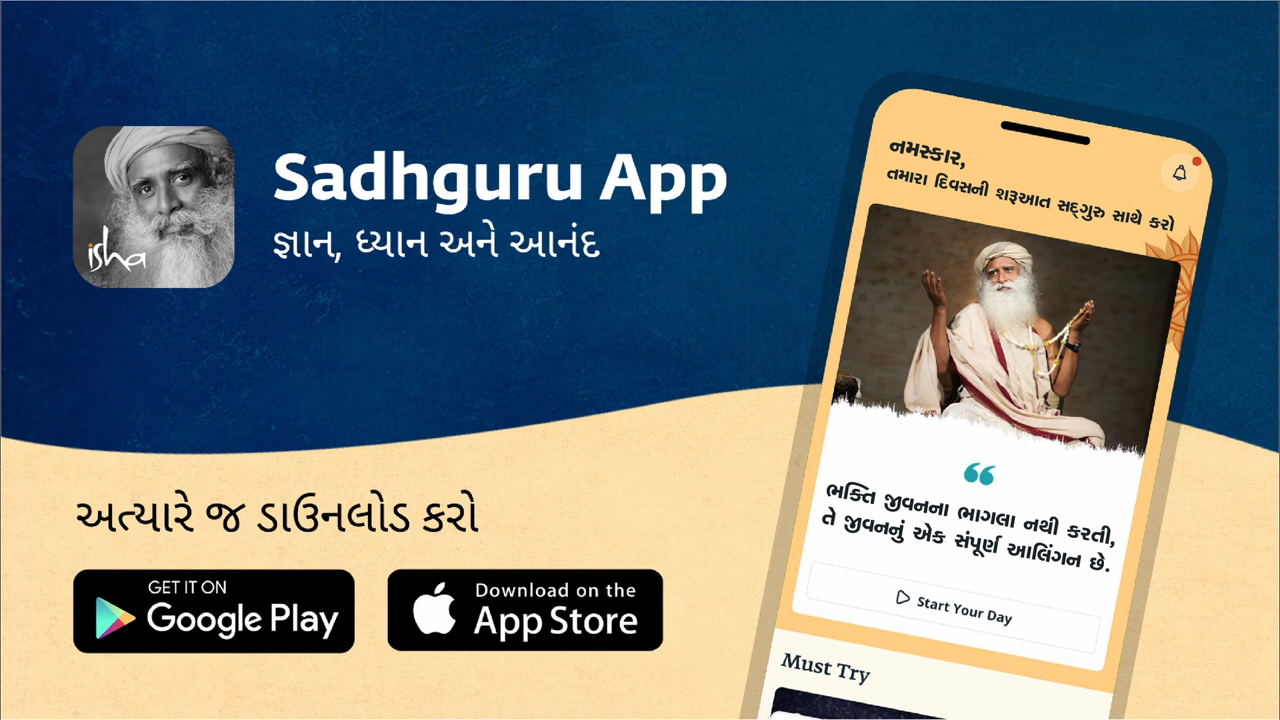 isha
Sadhguru App
જ્ઞાન, ધ્યાન અને આનંદ
અત્યારે જ ડાઉનલોડ કરો
GET IT ON
Google Play
Download on the
App Store
નમસ્કાર,
તમારા દિવસની શરૂઆત સદ્‌ગુરુ સાથે કરો
“
ભક્તિ જીવનના ભાગલા નથી કરતી,
તે જીવનનું એક સંપૂર્ણ આલિંગન છે.
Start Your Day
Must Try